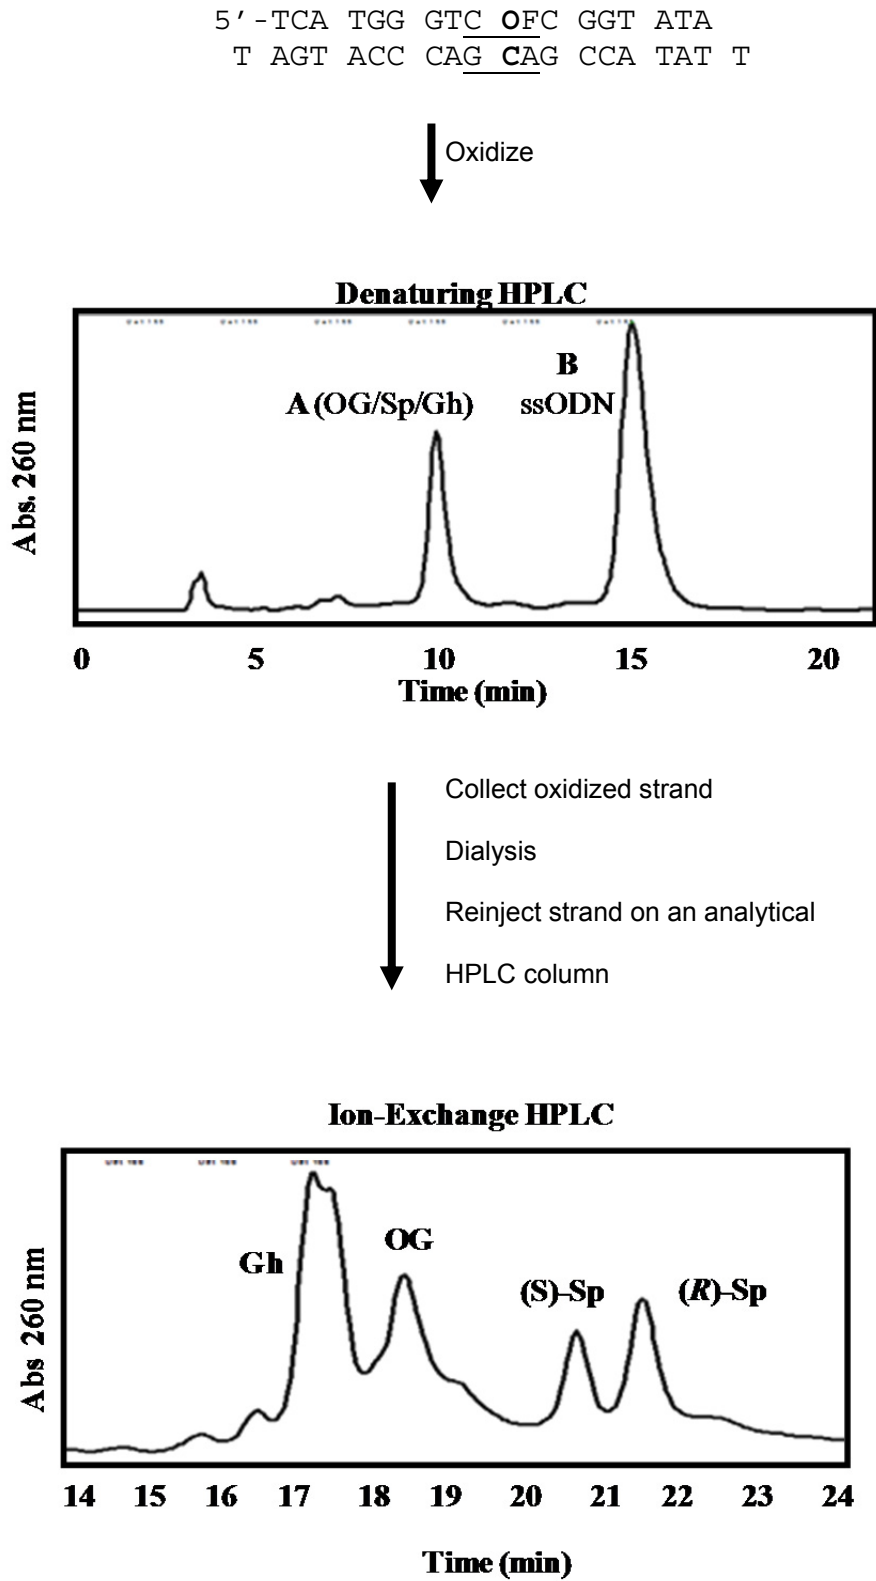 5’-TCA TGG GTC OFC GGT ATA
T AGT ACC CAG CAG CCA TAT T
Oxidize
Denaturing HPLC
B
A (OG/Sp/Gh) ssODN
Abs. 260 nm
0 5 10 15 20
Time (min)
Collect oxidized strand
Dialysis
Reinject strand on an analytical
HPLC column
Ion-Exchange HPLC
OG
Gh
(S)-Sp (R)-Sp
Abs 260 nm
14 15 16 17 18 19 20 21 22 23 24
Time (min)